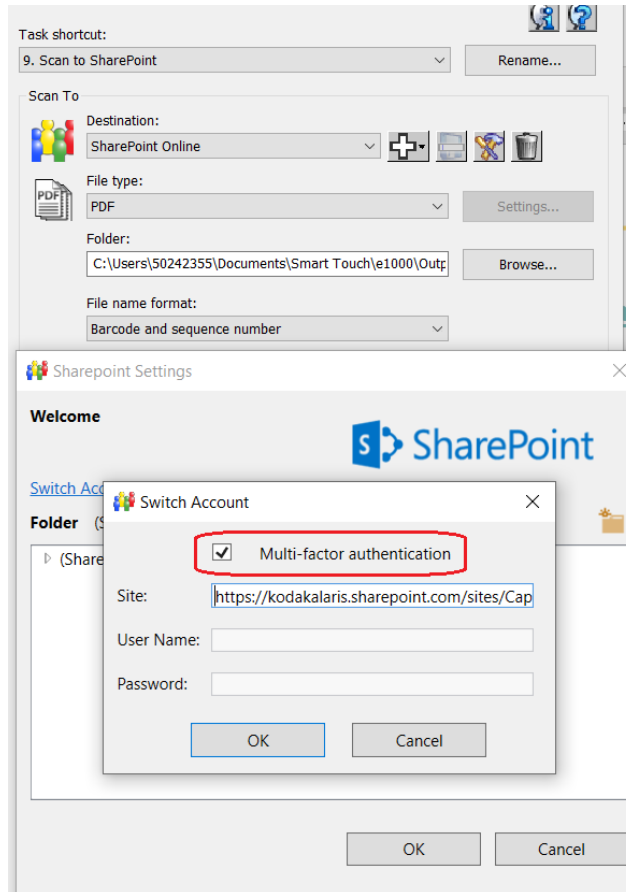 Task shortcut:
9. Scan to SharePoint
Rename...
Scan To
Destination:
SharePoint Online
File type:
PDF
PDF
Settings...
Folder:
C:\Users\50242355\Documents\Smart Touch\e1000\Outp
Browse...
File name format:
Barcode and sequence number
Sharepoint Settings
Welcome
S SharePoint
Switch Acc
Switch Account
Folder (S
Multi-factor authentication
(Share
Site:
https://kodakalaris.sharepoint.com/sites/Cap
User Name:
Password:
OK
Cancel
OK
Cancel